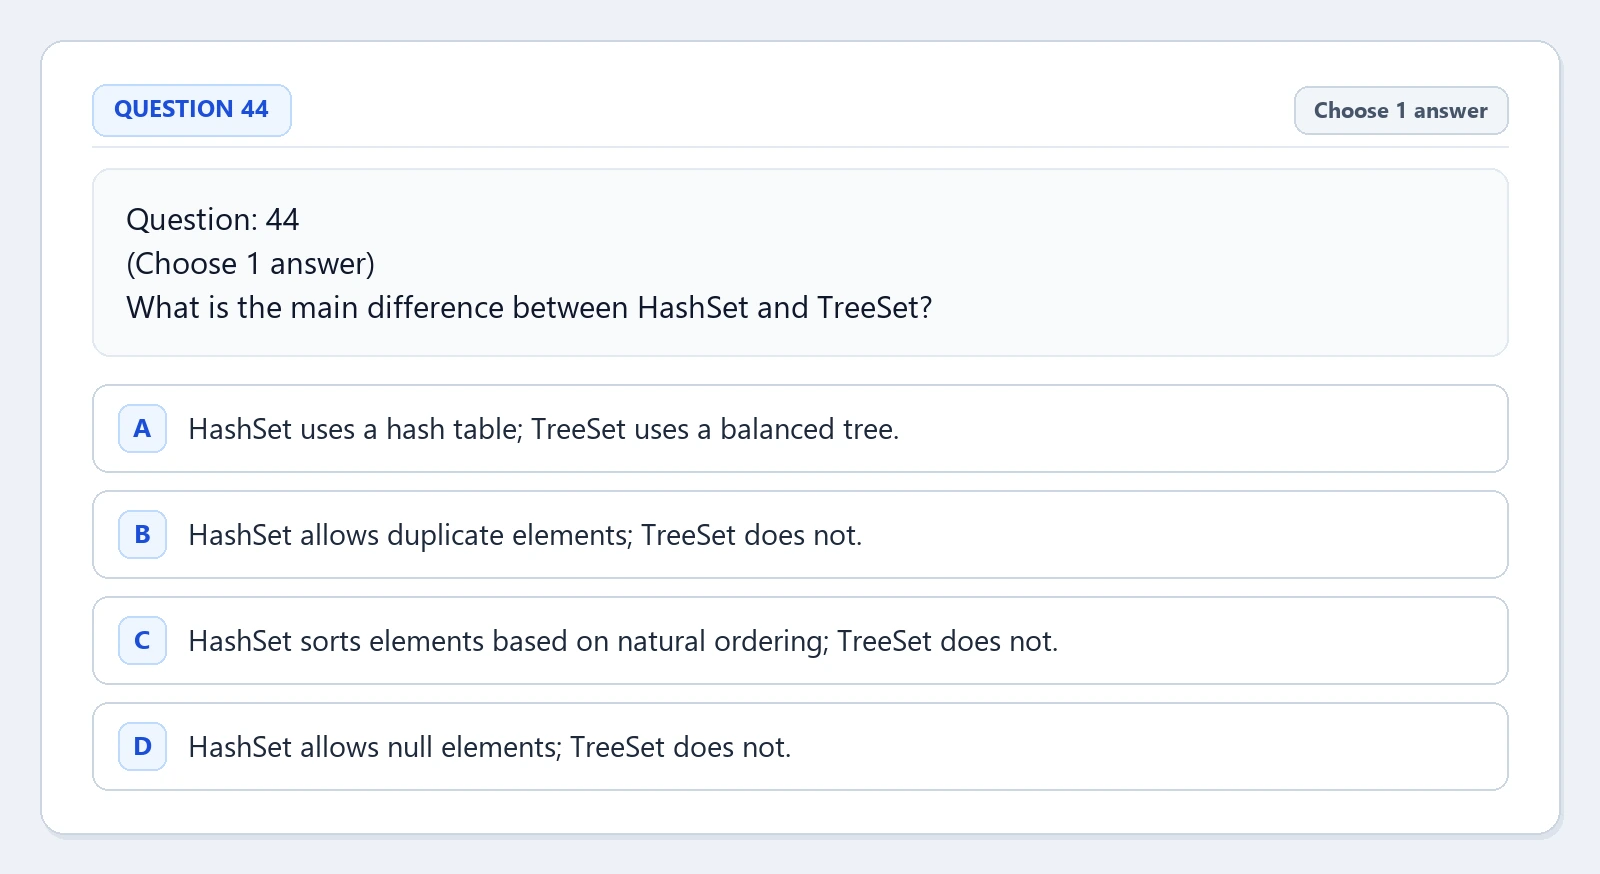 QUESTION 44
Choose 1 answer
Question: 44
(Choose 1 answer)
What is the main difference between HashSet and TreeSet?
A HashSet uses a hash table; TreeSet uses a balanced tree.
B HashSet allows duplicate elements; TreeSet does not.
C HashSet sorts elements based on natural ordering; TreeSet does not.
D HashSet allows null elements; TreeSet does not.